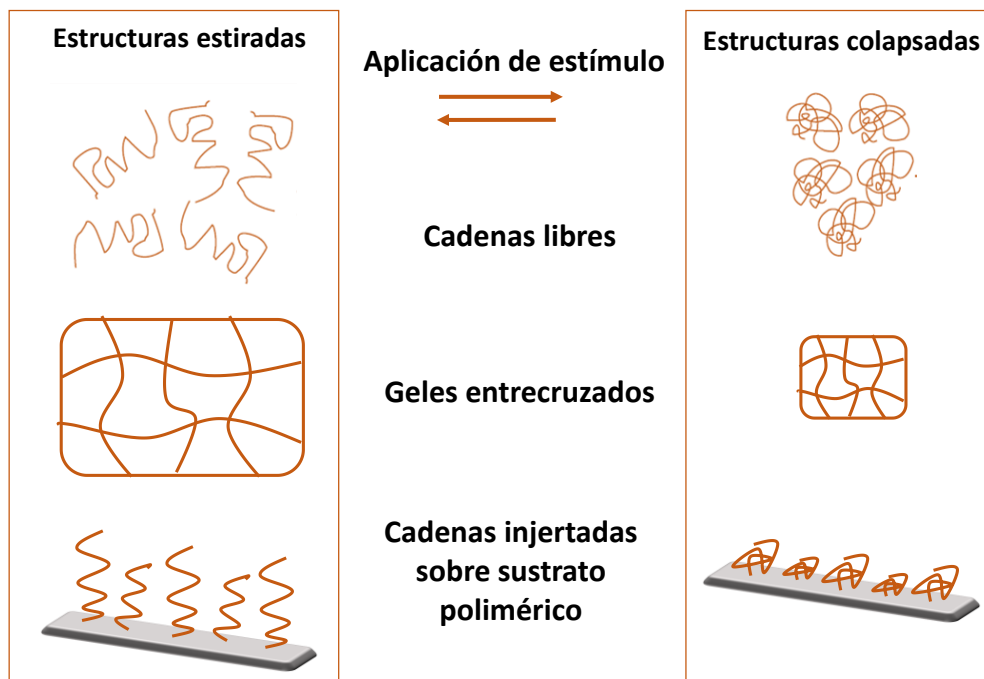 Estructuras estiradas
Aplicación de estímulo
Estructuras colapsadas
Cadenas libres
Geles entrecruzados
Cadenas injertadas
sobre sustrato
polimérico